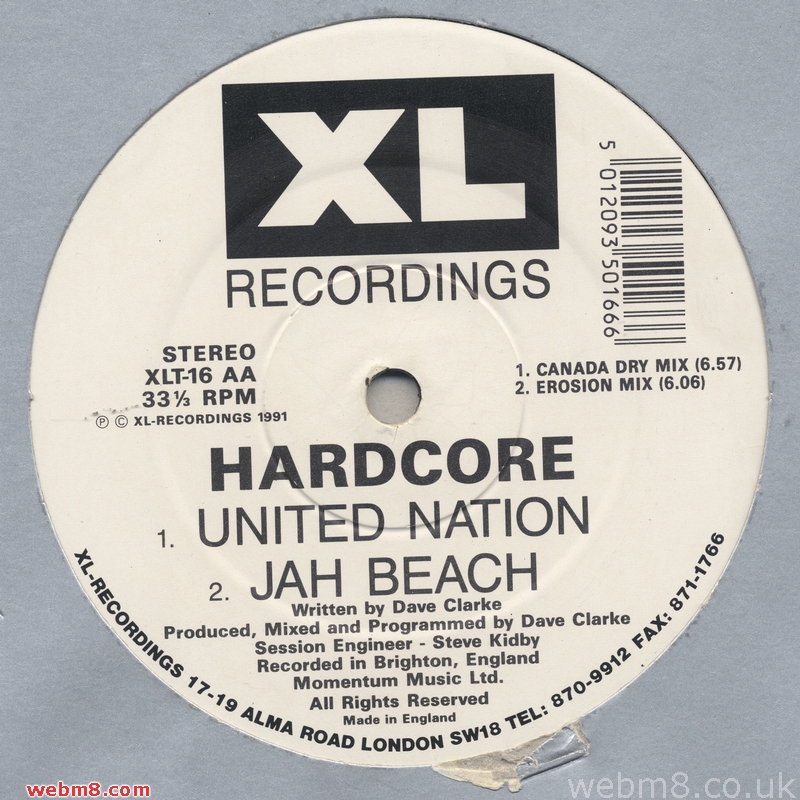 XL
RECORDINGS
5 012093 501666
STEREO
XLT-16 AA
33 ⅓ RPM
Ⓟ © XL-RECORDINGS 1991
1. CANADA DRY MIX (6.57)
2. EROSION MIX (6.06)
HARDCORE
1. UNITED NATION
2. JAH BEACH
Written by Dave Clarke
Produced, Mixed and Programmed by Dave Clarke
Session Engineer - Steve Kidby
Recorded in Brighton, England
Momentum Music Ltd.
All Rights Reserved
Made in England
XL-RECORDINGS 17-19 ALMA ROAD LONDON SW18 TEL: 870-9912 FAX: 871-1766
webm8.com
webm8.co.uk